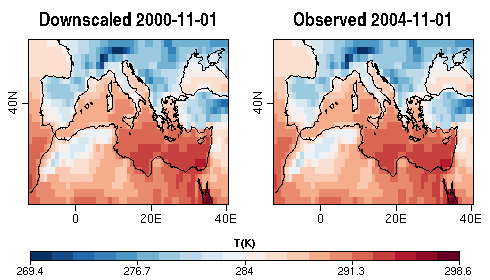 Downscaled 2000-11-01
Observed 2004-11-01
40N
40N
0 20E 40E
0 20E 40E
T(K)
269.4 276.7 284 291.3 298.6